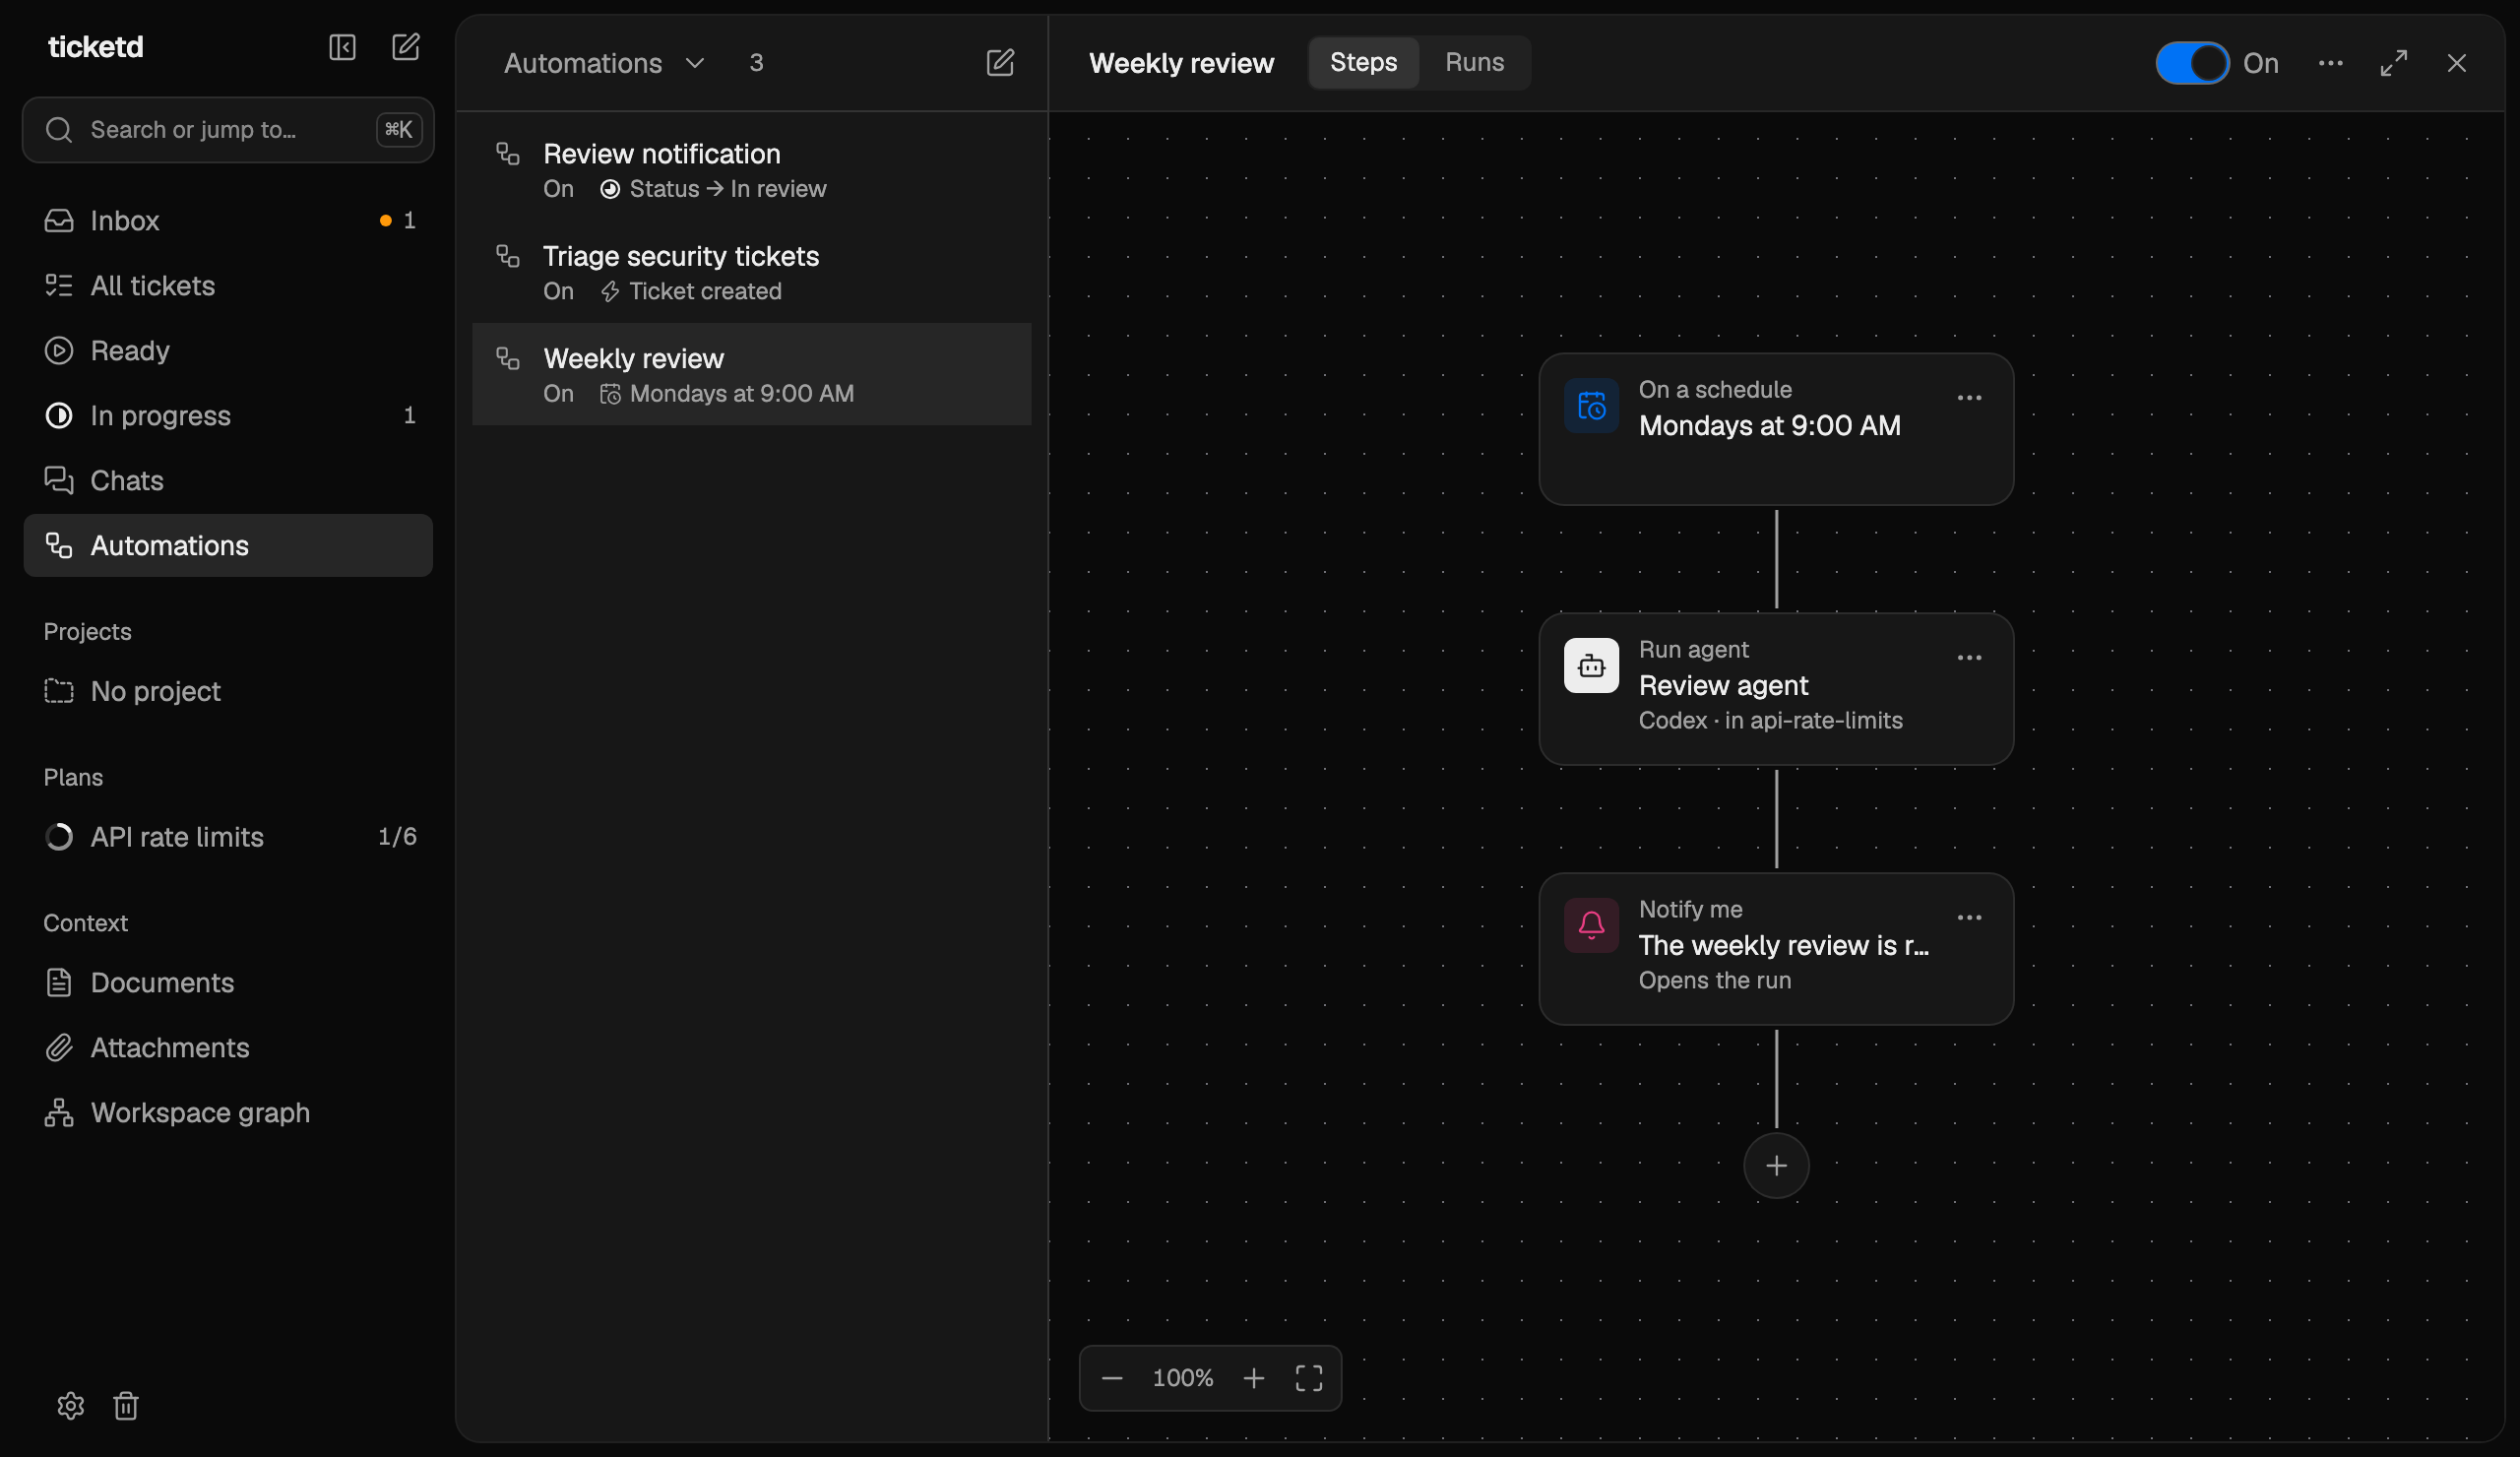 ticketd
Search or jump to...
⌘K
Inbox
1
All tickets
Ready
In progress
1
Chats
Automations
Projects
No project
Plans
API rate limits
1/6
Context
Documents
Attachments
Workspace graph
Automations
3
Review notification
On Status → In review
Triage security tickets
On Ticket created
Weekly review
On Mondays at 9:00 AM
Weekly review
Steps
Runs
On
On a schedule
Mondays at 9:00 AM
Run agent
Review agent
Codex · in api-rate-limits
Notify me
The weekly review is r...
Opens the run
100%